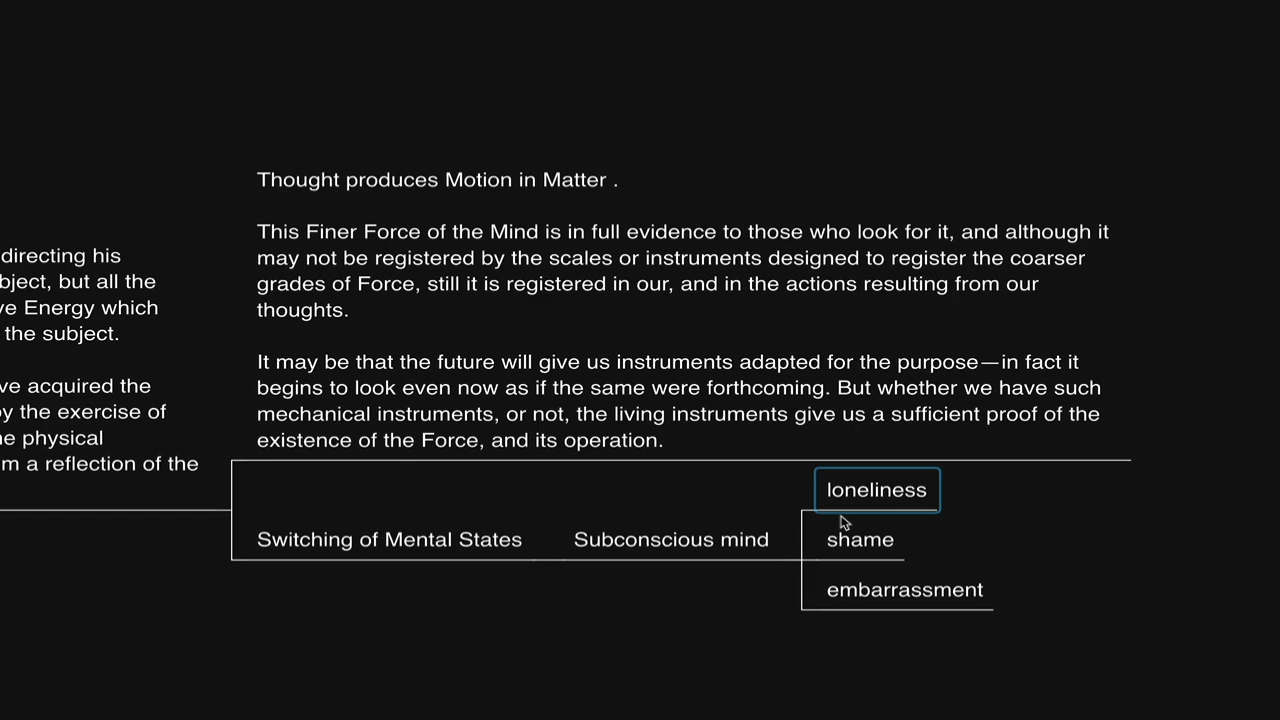 directing his
bject, but all the
ve Energy which
the subject.
ve acquired the
by the exercise of
he physical
m a reflection of the
Thought produces Motion in Matter .
This Finer Force of the Mind is in full evidence to those who look for it, and although it
may not be registered by the scales or instruments designed to register the coarser
grades of Force, still it is registered in our, and in the actions resulting from our
thoughts.
It may be that the future will give us instruments adapted for the purpose—in fact it
begins to look even now as if the same were forthcoming. But whether we have such
mechanical instruments, or not, the living instruments give us a sufficient proof of the
existence of the Force, and its operation.
Switching of Mental States
Subconscious mind
loneliness
shame
embarrassment